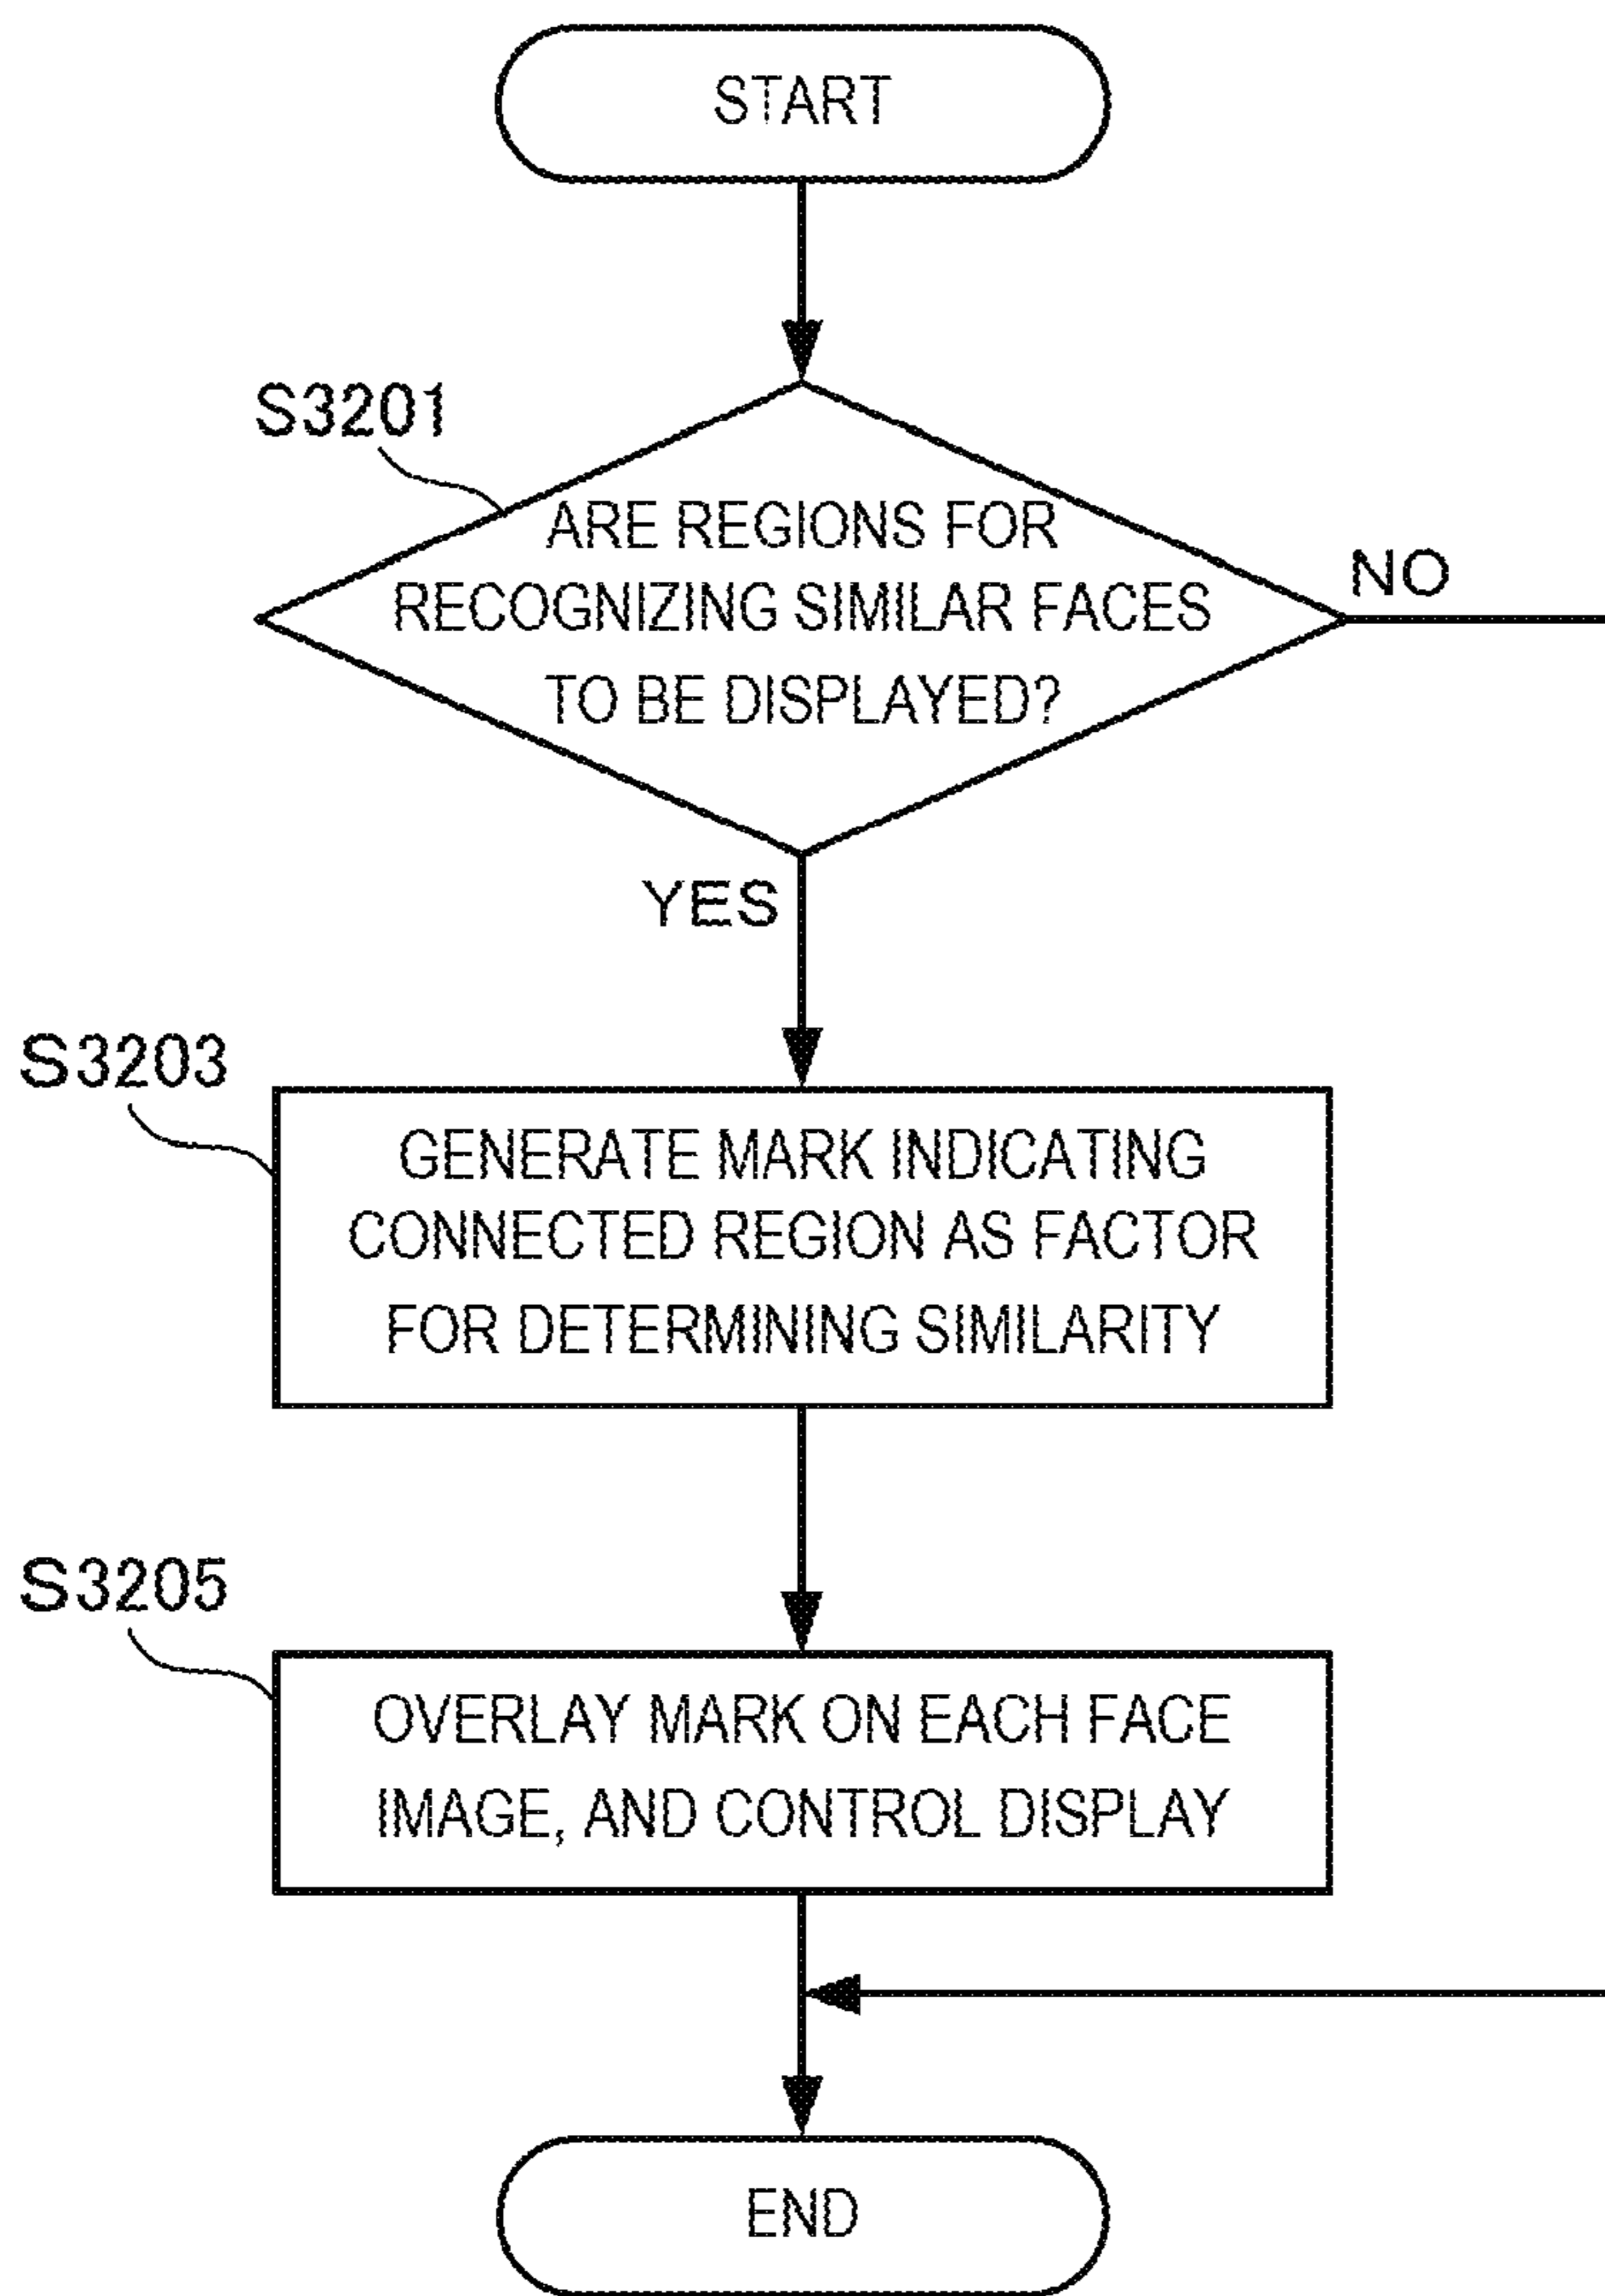 START
S3201
ARE REGIONS FOR
RECOGNIZING SIMILAR FACES
TO BE DISPLAYED?
NO
YES
S3203
GENERATE MARK INDICATING
CONNECTED REGION AS FACTOR
FOR DETERMINING SIMILARITY
S3205
OVERLAY MARK ON EACH FACE
IMAGE, AND CONTROL DISPLAY
END